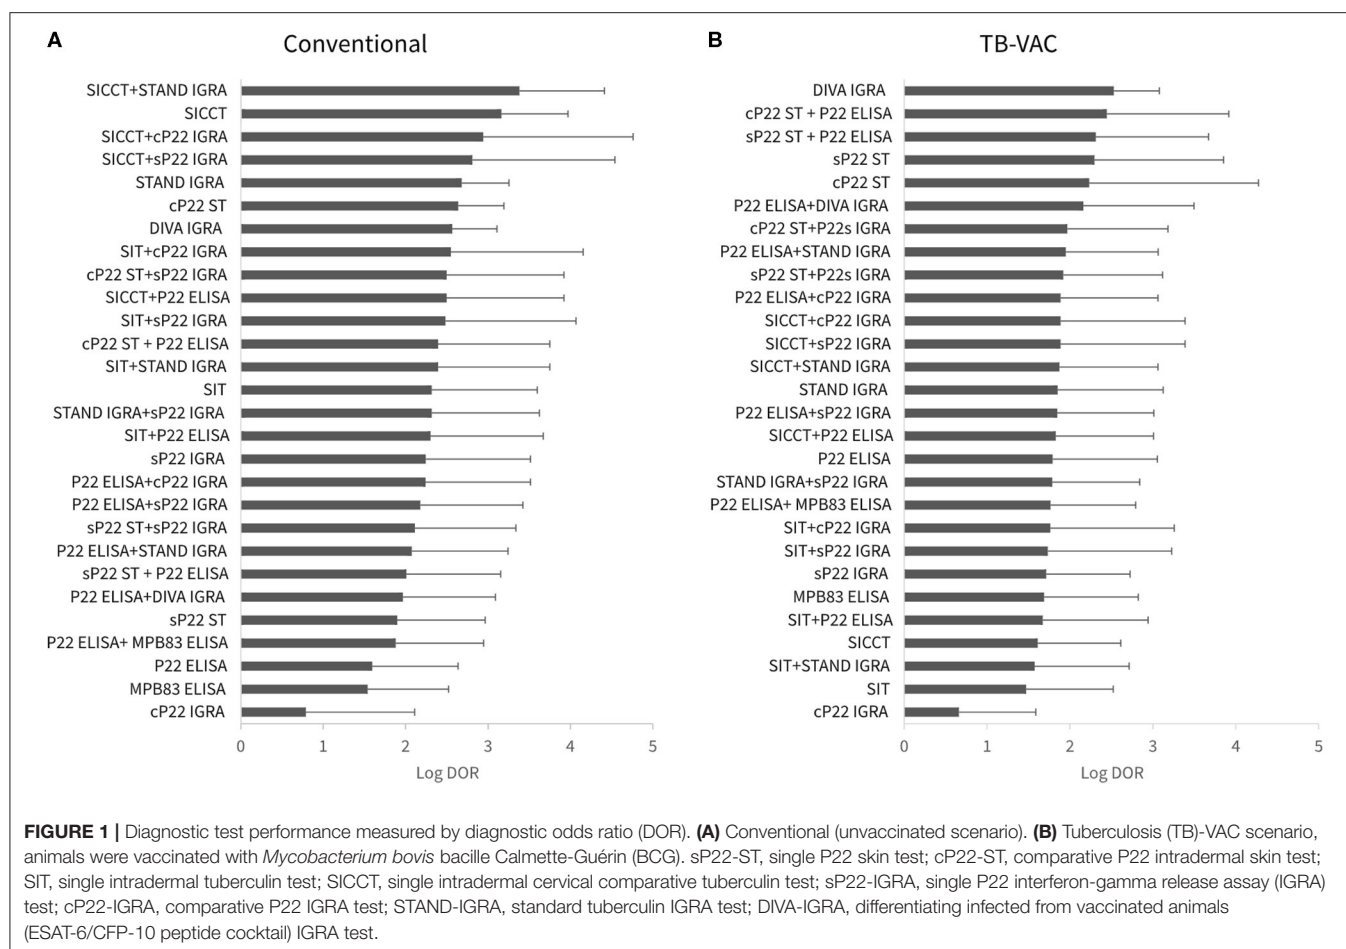 A
Conventional
SICCT+STAND IGRA
SICCT
SICCT+cP22 IGRA
SICCT+sP22 IGRA
STAND IGRA
cP22 ST
DIVA IGRA
SIT+cP22 IGRA
cP22 ST+sP22 IGRA
SICCT+P22 ELISA
SIT+sP22 IGRA
cP22 ST + P22 ELISA
SIT+STAND IGRA
SIT
STAND IGRA+sP22 IGRA
SIT+P22 ELISA
sP22 IGRA
P22 ELISA+cP22 IGRA
P22 ELISA+sP22 IGRA
sP22 ST+sP22 IGRA
P22 ELISA+STAND IGRA
sP22 ST + P22 ELISA
P22 ELISA+DIVA IGRA
sP22 ST
P22 ELISA+ MPB83 ELISA
P22 ELISA
MPB83 ELISA
cP22 IGRA
0 1 2 3 4 5
Log DOR
B
TB-VAC
DIVA IGRA
cP22 ST + P22 ELISA
sP22 ST + P22 ELISA
sP22 ST
cP22 ST
P22 ELISA+DIVA IGRA
cP22 ST+P22s IGRA
P22 ELISA+STAND IGRA
sP22 ST+P22s IGRA
P22 ELISA+cP22 IGRA
SICCT+cP22 IGRA
SICCT+sP22 IGRA
SICCT+STAND IGRA
STAND IGRA
P22 ELISA+sP22 IGRA
SICCT+P22 ELISA
P22 ELISA
STAND IGRA+sP22 IGRA
P22 ELISA+ MPB83 ELISA
SIT+cP22 IGRA
SIT+sP22 IGRA
sP22 IGRA
MPB83 ELISA
SIT+P22 ELISA
SICCT
SIT+STAND IGRA
SIT
cP22 IGRA
0 1 2 3 4 5
Log DOR
FIGURE 1 | Diagnostic test performance measured by diagnostic odds ratio (DOR). (A) Conventional (unvaccinated scenario). (B) Tuberculosis (TB)-VAC scenario,
animals were vaccinated with Mycobacterium bovis bacille Calmette-Guérin (BCG). sP22-ST, single P22 skin test; cP22-ST, comparative P22 intradermal skin test;
SIT, single intradermal tuberculin test; SICCT, single intradermal cervical comparative tuberculin test; sP22-IGRA, single P22 interferon-gamma release assay (IGRA)
test; cP22-IGRA, comparative P22 IGRA test; STAND-IGRA, standard tuberculin IGRA test; DIVA-IGRA, differentiating infected from vaccinated animals
(ESAT-6/CFP-10 peptide cocktail) IGRA test.